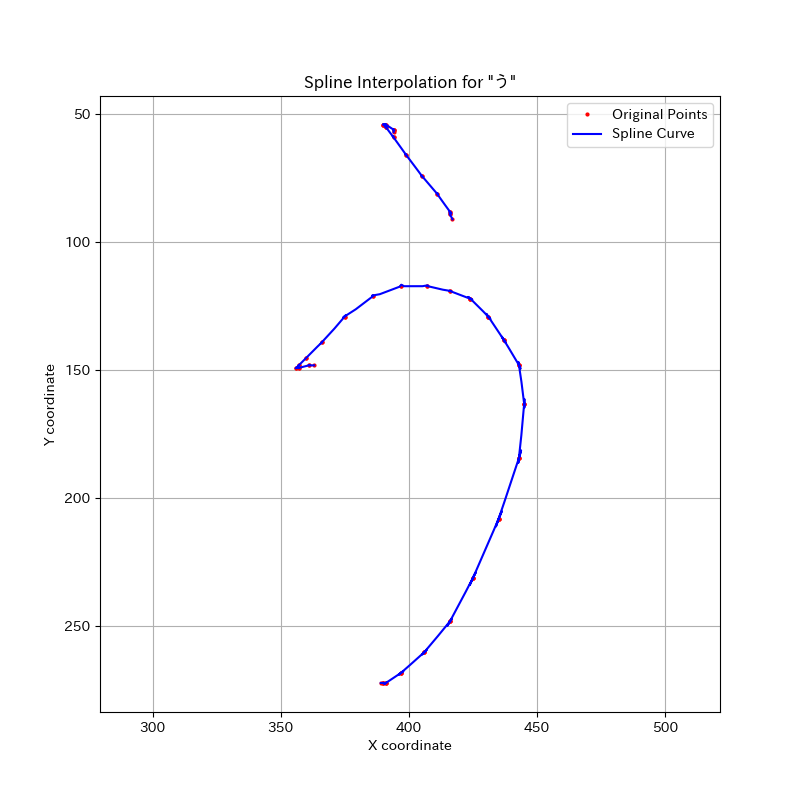 Spline Interpolation for "う"
Original Points
Spline Curve
50
100
150
200
250
Y coordinate
300
350
400
450
500
X coordinate
う